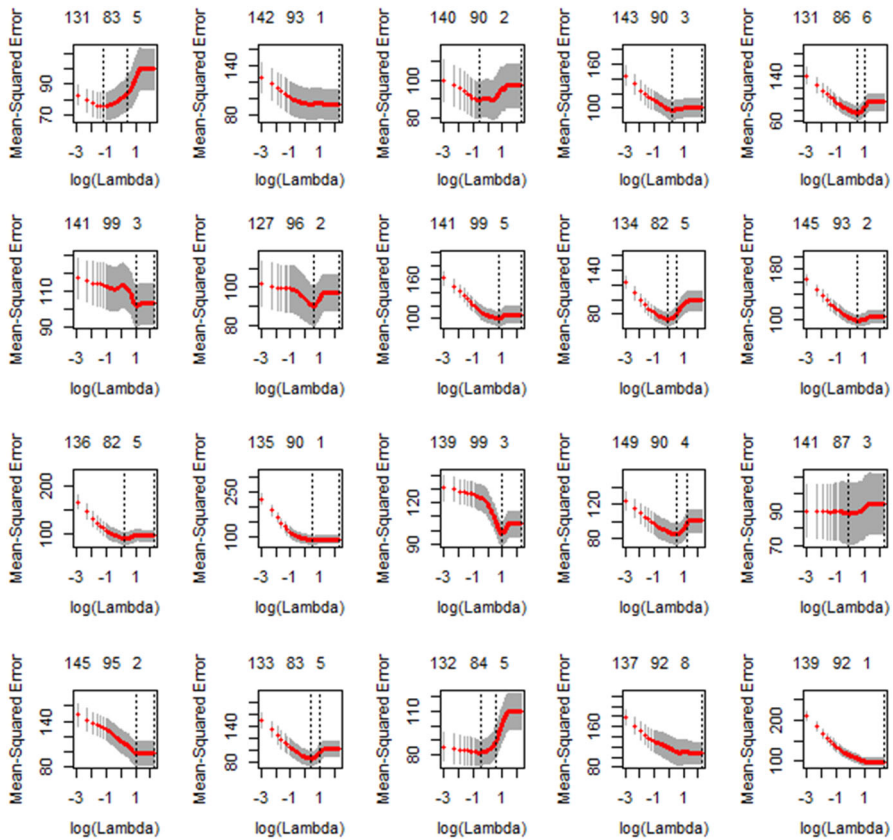 131 83 5
Mean-Squared Error
90
70
-3 -1 1
log(Lambda)
142 93 1
Mean-Squared Error
140
80
-3 -1 1
log(Lambda)
140 90 2
Mean-Squared Error
100
80
-3 -1 1
log(Lambda)
143 90 3
Mean-Squared Error
140
100
-3 -1 1
log(Lambda)
131 86 6
Mean-Squared Error
140
60
-3 -1 1
log(Lambda)
141 99 3
Mean-Squared Error
110
90
-3 -1 1
log(Lambda)
127 96 2
Mean-Squared Error
100
80
-3 -1 1
log(Lambda)
141 99 5
Mean-Squared Error
160
100
-3 -1 1
log(Lambda)
134 82 5
Mean-Squared Error
140
80
-3 -1 1
log(Lambda)
145 93 2
Mean-Squared Error
160
100
-3 -1 1
log(Lambda)
136 82 5
Mean-Squared Error
200
100
-3 -1 1
log(Lambda)
135 90 1
Mean-Squared Error
250
100
-3 -1 1
log(Lambda)
139 99 3
Mean-Squared Error
120
90
-3 -1 1
log(Lambda)
149 90 4
Mean-Squared Error
120
80
-3 -1 1
log(Lambda)
141 87 3
Mean-Squared Error
90
70
-3 -1 1
log(Lambda)
145 95 2
Mean-Squared Error
140
80
-3 -1 1
log(Lambda)
133 83 5
Mean-Squared Error
140
80
-3 -1 1
log(Lambda)
132 84 5
Mean-Squared Error
100
80
-3 -1 1
log(Lambda)
137 92 8
Mean-Squared Error
160
80
-3 -1 1
log(Lambda)
139 92 1
Mean-Squared Error
200
100
-3 -1 1
log(Lambda)